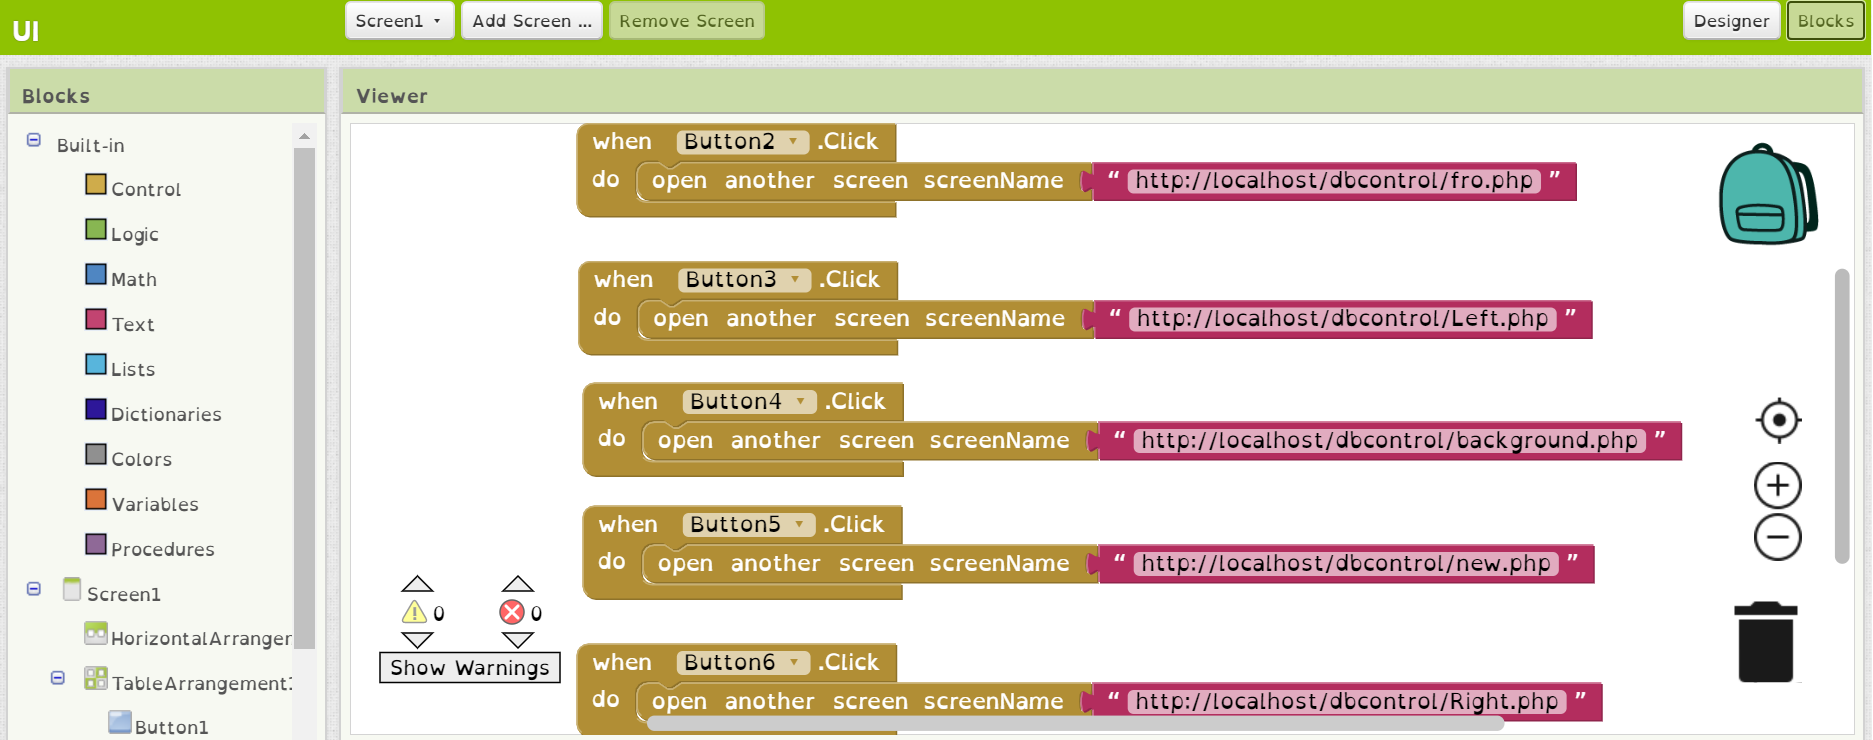 UI
Screen1
Add Screen ...
Remove Screen
Designer
Blocks
Blocks
Built-in
Control
Logic
Math
Text
Lists
Dictionaries
Colors
Variables
Procedures
Screen1
HorizontalArranger
TableArrangement1
Button1
Viewer
when Button2 .Click
do open another screen screenName “ http://localhost/dbcontrol/fro.php ”
when Button3 .Click
do open another screen screenName “ http://localhost/dbcontrol/Left.php ”
when Button4 .Click
do open another screen screenName “ http://localhost/dbcontrol/background.php ”
when Button5 .Click
do open another screen screenName “ http://localhost/dbcontrol/new.php ”
when Button6 .Click
do open another screen screenName “ http://localhost/dbcontrol/Right.php ”
0 0
Show Warnings